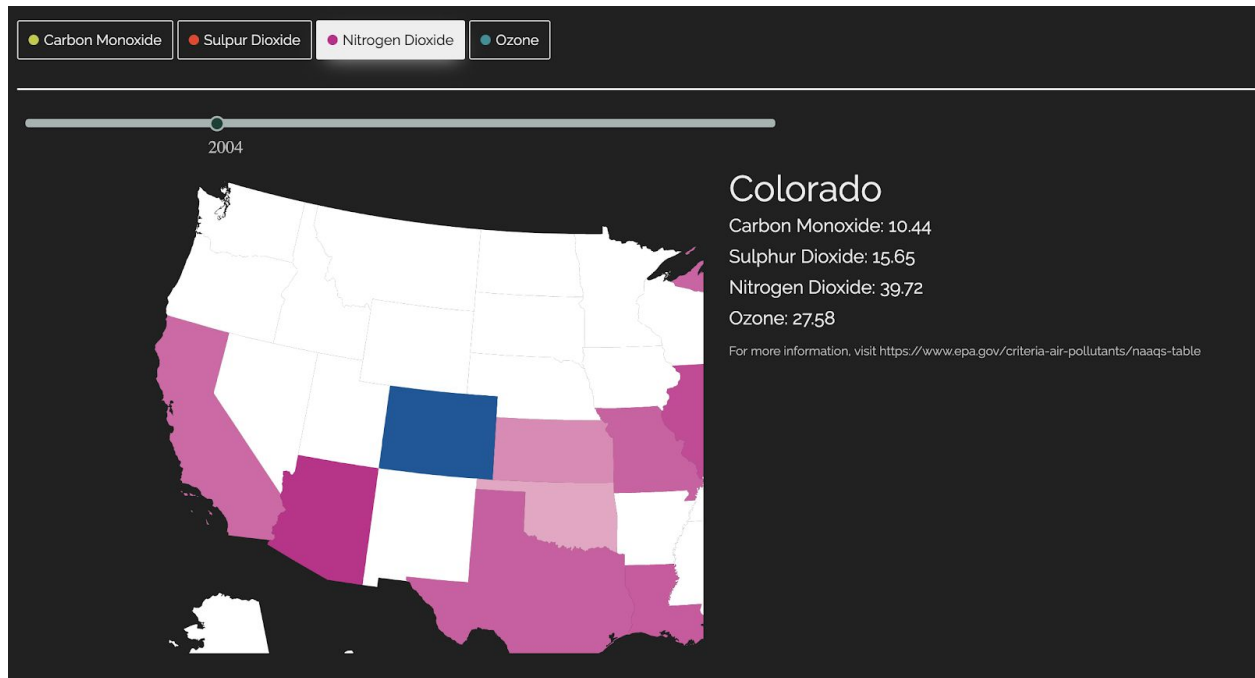 Carbon Monoxide
Sulpur Dioxide
Nitrogen Dioxide
Ozone
2004
Colorado
Carbon Monoxide: 10.44
Sulphur Dioxide: 15.65
Nitrogen Dioxide: 39.72
Ozone: 27.58
For more information, visit https://www.epa.gov/criteria-air-pollutants/naaqs-table